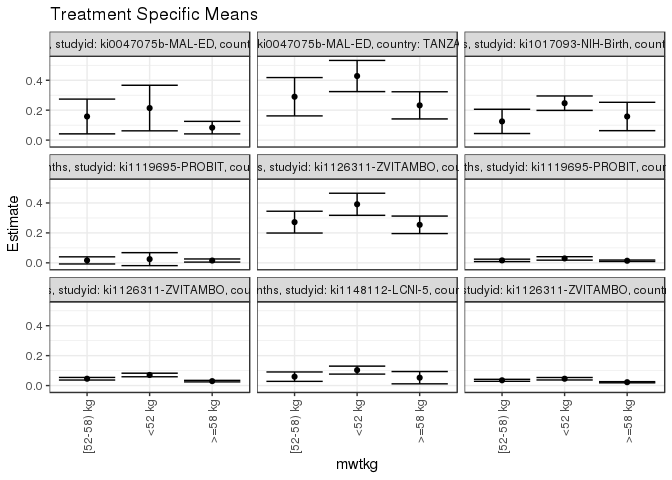 Treatment Specific Means
, studyid: ki0047075b-MAL-ED, count
ki0047075b-MAL-ED, country: TANZA
s, studyid: ki1017093-NIH-Birth, count
0.4
0.2
0.0
nths, studyid: ki1119695-PROBIT, cou
s, studyid: ki1126311-ZVITAMBO, cou
ths, studyid: ki1119695-PROBIT, coun
0.4
0.2
0.0
s, studyid: ki1126311-ZVITAMBO, cou
nths, studyid: ki1148112-LCNI-5, coun
studyid: ki1126311-ZVITAMBO, countr
0.4
0.2
0.0
Estimate
[52-58) kg
<52 kg
>=58 kg
[52-58) kg
<52 kg
>=58 kg
[52-58) kg
<52 kg
>=58 kg
mwtkg